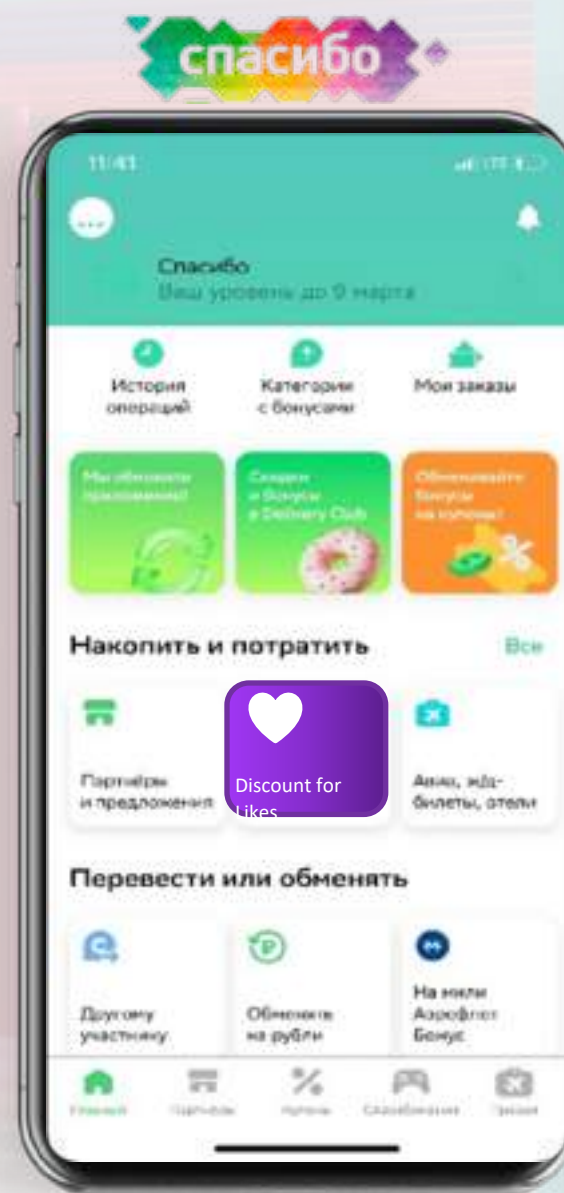 спасибо
11:41
Спасибо
Ваш уровень до 9 марта
История
операций
Категории
с бонусами
Мои заказы
Мы обновили
приложение!
Скидки
и бонусы
в Delivery Club
Обменивайте
бонусы
на купоны!
Накопить и потратить
Все
Партнёры
и предложения
Discount for
Likes
Авиа, ж/д-
билеты, отели
Перевести или обменять
Другому
участнику
Обменять
на рубли
На мили
Аэрофлот
Бонус
Главная
Партнёры
Купоны